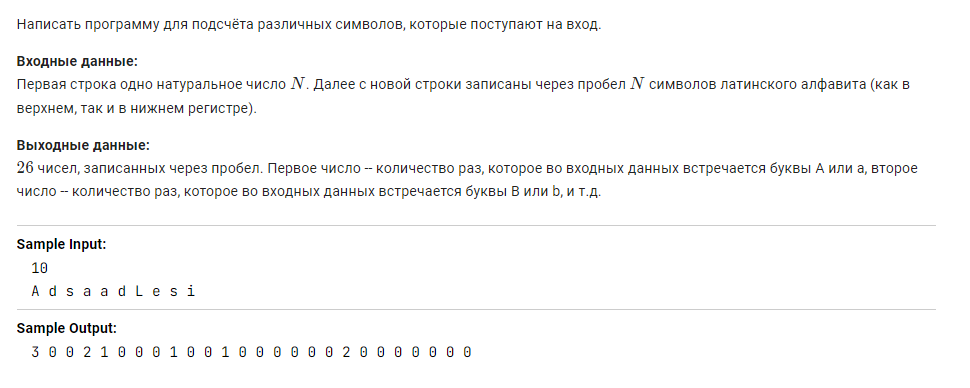 Написать программу для подсчёта различных символов, которые поступают на вход.
Входные данные:
Первая строка одно натуральное число N. Далее с новой строки записаны через пробел N символов латинского алфавита (как в
верхнем, так и в нижнем регистре).
Выходные данные:
26 чисел, записанных через пробел. Первое число -- количество раз, которое во входных данных встречается буквы A или a, второе
число -- количество раз, которое во входных данных встречается буквы B или b, и т.д.
Sample Input:
10
A d s a a d L e s i
Sample Output:
3 0 0 2 1 0 0 0 1 0 0 1 0 0 0 0 0 0 2 0 0 0 0 0 0 0